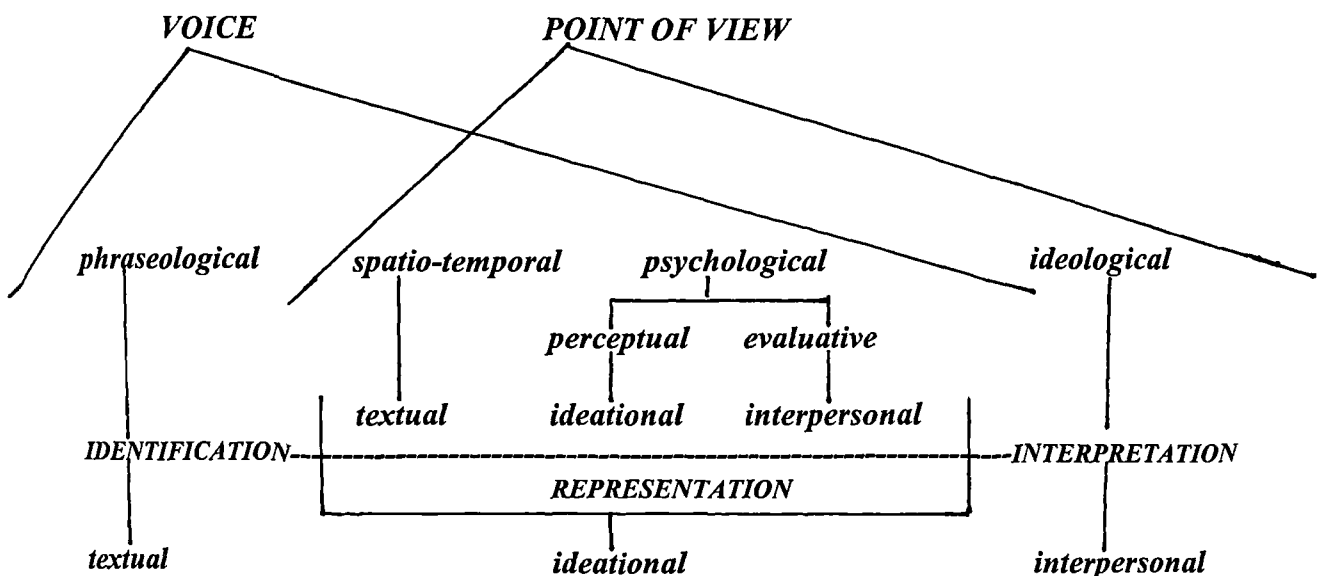 VOICE POINT OF VIEW
phraseological spatio-temporal psychological ideological
perceptual evaluative
textual ideational interpersonal
IDENTIFICATION INTERPRETATION
REPRESENTATION
textual ideational interpersonal